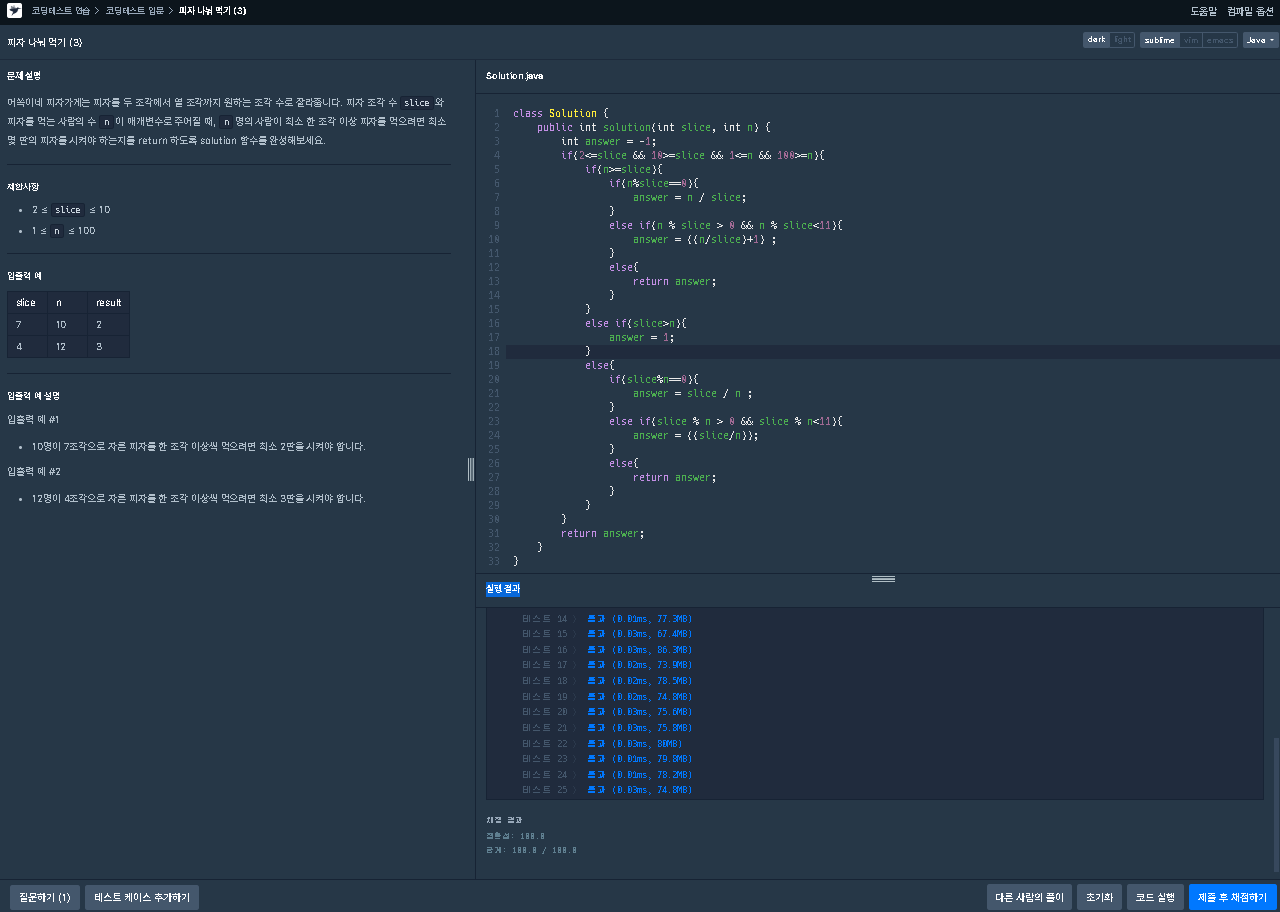 코딩테스트 연습 > 코딩테스트 입문 > 피자 나눠 먹기 (3)
도움말 컴파일 옵션
피자 나눠 먹기 (3)
dark light sublime vim emacs Java
문제 설명
머쓱이네 피자가게는 피자를 두 조각에서 열 조각까지 원하는 조각 수로 잘라줍니다. 피자 조각 수 slice 와
피자를 먹는 사람의 수 n 이 매개변수로 주어질 때, n 명의 사람이 최소 한 조각 이상 피자를 먹으려면 최소
몇 판의 피자를 시켜야 하는지를 return 하도록 solution 함수를 완성해보세요.
제한사항
• 2 ≤ slice ≤ 10
• 1 ≤ n ≤ 100
입출력 예
slice n result
7 10 2
4 12 3
입출력 예 설명
입출력 예 #1
• 10명이 7조각으로 자른 피자를 한 조각 이상씩 먹으려면 최소 2판을 시켜야 합니다.
입출력 예 #2
• 12명이 4조각으로 자른 피자를 한 조각 이상씩 먹으려면 최소 3판을 시켜야 합니다.
Solution.java
1 class Solution {
2 public int solution(int slice, int n) {
3 int answer = -1;
4 if(2<=slice && 10>=slice && 1<=n && 100>=n){
5 if(n>=slice){
6 if(n%slice==0){
7 answer = n / slice;
8 }
9 else if(n % slice > 0 && n % slice<11){
10 answer = ((n/slice)+1) ;
11 }
12 else{
13 return answer;
14 }
15 }
16 else if(slice>n){
17 answer = 1;
18 }
19 else{
20 if(slice%n==0){
21 answer = slice / n ;
22 }
23 else if(slice % n > 0 && slice % n<11){
24 answer = ((slice/n));
25 }
26 else{
27 return answer;
28 }
29 }
30 }
31 return answer;
32 }
33 }
실행 결과
테스트 14 › 통과 (0.01ms, 77.3MB)
테스트 15 › 통과 (0.03ms, 67.4MB)
테스트 16 › 통과 (0.03ms, 86.3MB)
테스트 17 › 통과 (0.02ms, 73.9MB)
테스트 18 › 통과 (0.02ms, 78.5MB)
테스트 19 › 통과 (0.02ms, 74.8MB)
테스트 20 › 통과 (0.03ms, 75.6MB)
테스트 21 › 통과 (0.03ms, 75.8MB)
테스트 22 › 통과 (0.03ms, 80MB)
테스트 23 › 통과 (0.01ms, 79.8MB)
테스트 24 › 통과 (0.02ms, 78.2MB)
테스트 25 › 통과 (0.03ms, 74.8MB)
채점 결과
정확성: 100.0
합계: 100.0 / 100.0
질문하기 (1) 테스트 케이스 추가하기 다른 사람의 풀이 초기화 코드 실행 제출 후 채점하기